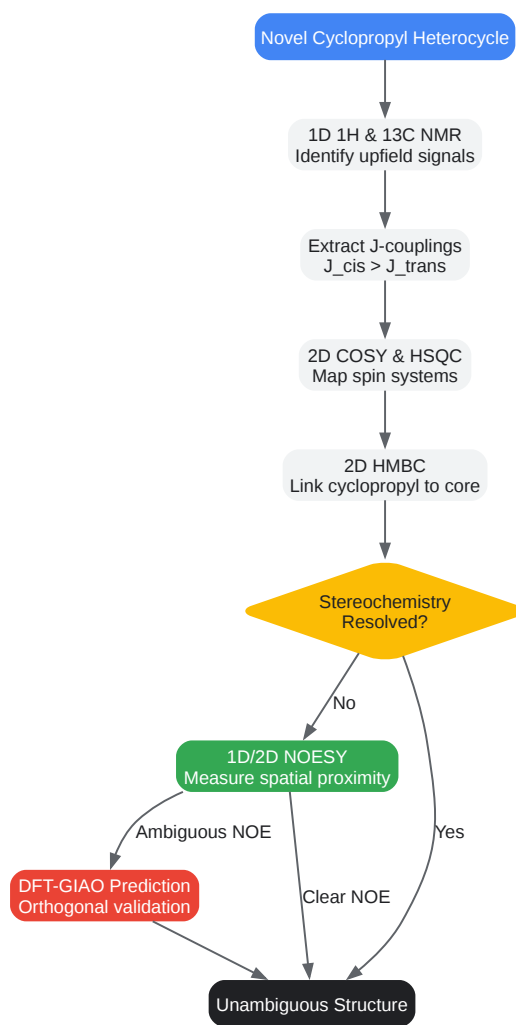 Novel Cyclopropyl Heterocycle
1D 1H & 13C NMR
Identify upfield signals
Extract J-couplings
J_cis > J_trans
2D COSY & HSQC
Map spin systems
2D HMBC
Link cyclopropyl to core
Stereochemistry
Resolved?
No
1D/2D NOESY
Measure spatial proximity
Ambiguous NOE
Yes
DFT-GIAO Prediction
Orthogonal validation
Clear NOE
Unambiguous Structure